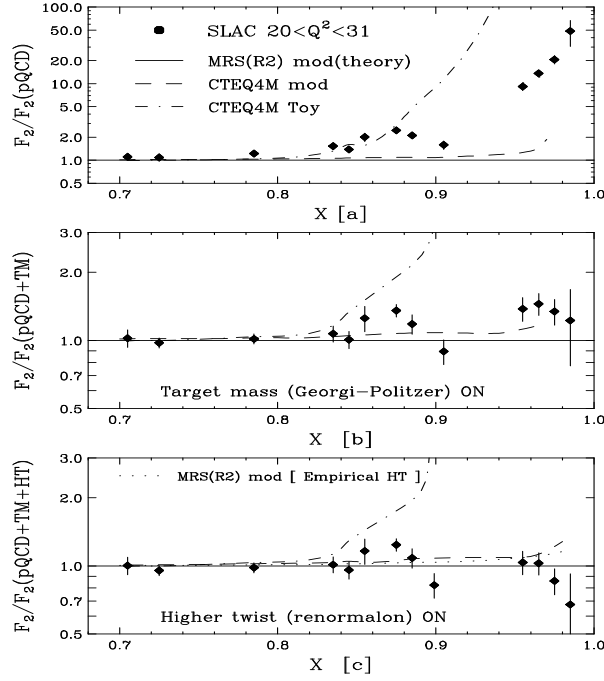 100.0
50.0
20.0
10.0
5.0
2.0
1.0
0.5
F₂/F₂(pQCD)
SLAC 20<Q^2<31
MRS(R2) mod(theory)
CTEQ4M mod
CTEQ4M Toy
0.7 0.8 0.9 1.0
X [a]
3.0
2.0
1.0
0.7
0.5
F₂/F₂(pQCD+TM)
Target mass (Georgi-Politzer) ON
0.7 0.8 0.9 1.0
X [b]
3.0
2.0
1.0
0.7
0.5
F₂/F₂(pQCD+TM+HT)
MRS(R2) mod [ Empirical HT ]
Higher twist (renormalon) ON
0.7 0.8 0.9 1.0
X [c]